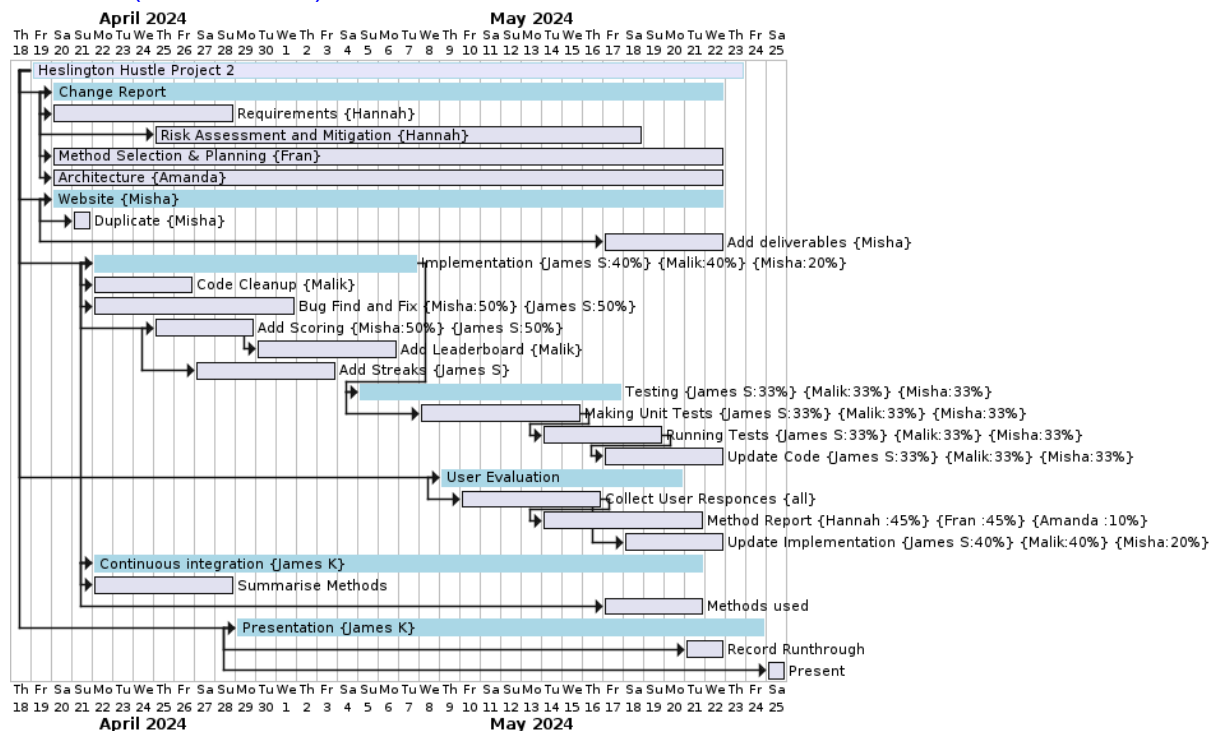 April 2024 May 2024
Th Fr Sa Su Mo Tu We Th Fr Sa Su Mo Tu We Th Fr Sa Su Mo Tu We Th Fr Sa Su Mo Tu We Th Fr Sa Su Mo Tu We Th Fr Sa
18 19 20 21 22 23 24 25 26 27 28 29 30 1 2 3 4 5 6 7 8 9 10 11 12 13 14 15 16 17 18 19 20 21 22 23 24 25
Heslington Hustle Project 2
Change Report
Requirements {Hannah}
Risk Assessment and Mitigation {Hannah}
Method Selection & Planning {Fran}
Architecture {Amanda}
Website {Misha}
Duplicate {Misha}
Add deliverables {Misha}
Implementation {James S:40%} {Malik:40%} {Misha:20%}
Code Cleanup {Malik}
Bug Find and Fix {Misha:50%} {James S:50%}
Add Scoring {Misha:50%} {James S:50%}
Add Leaderboard {Malik}
Add Streaks {James S}
Testing {James S:33%} {Malik:33%} {Misha:33%}
Making Unit Tests {James S:33%} {Malik:33%} {Misha:33%}
Running Tests {James S:33%} {Malik:33%} {Misha:33%}
Update Code {James S:33%} {Malik:33%} {Misha:33%}
User Evaluation
Collect User Responces {all}
Method Report {Hannah :45%} {Fran :45%} {Amanda :10%}
Update Implementation {James S:40%} {Malik:40%} {Misha:20%}
Continuous integration {James K}
Summarise Methods
Methods used
Presentation {James K}
Record Runthrough
Present
Th Fr Sa Su Mo Tu We Th Fr Sa Su Mo Tu We Th Fr Sa Su Mo Tu We Th Fr Sa Su Mo Tu We Th Fr Sa Su Mo Tu We Th Fr Sa
18 19 20 21 22 23 24 25 26 27 28 29 30 1 2 3 4 5 6 7 8 9 10 11 12 13 14 15 16 17 18 19 20 21 22 23 24 25
April 2024 May 2024